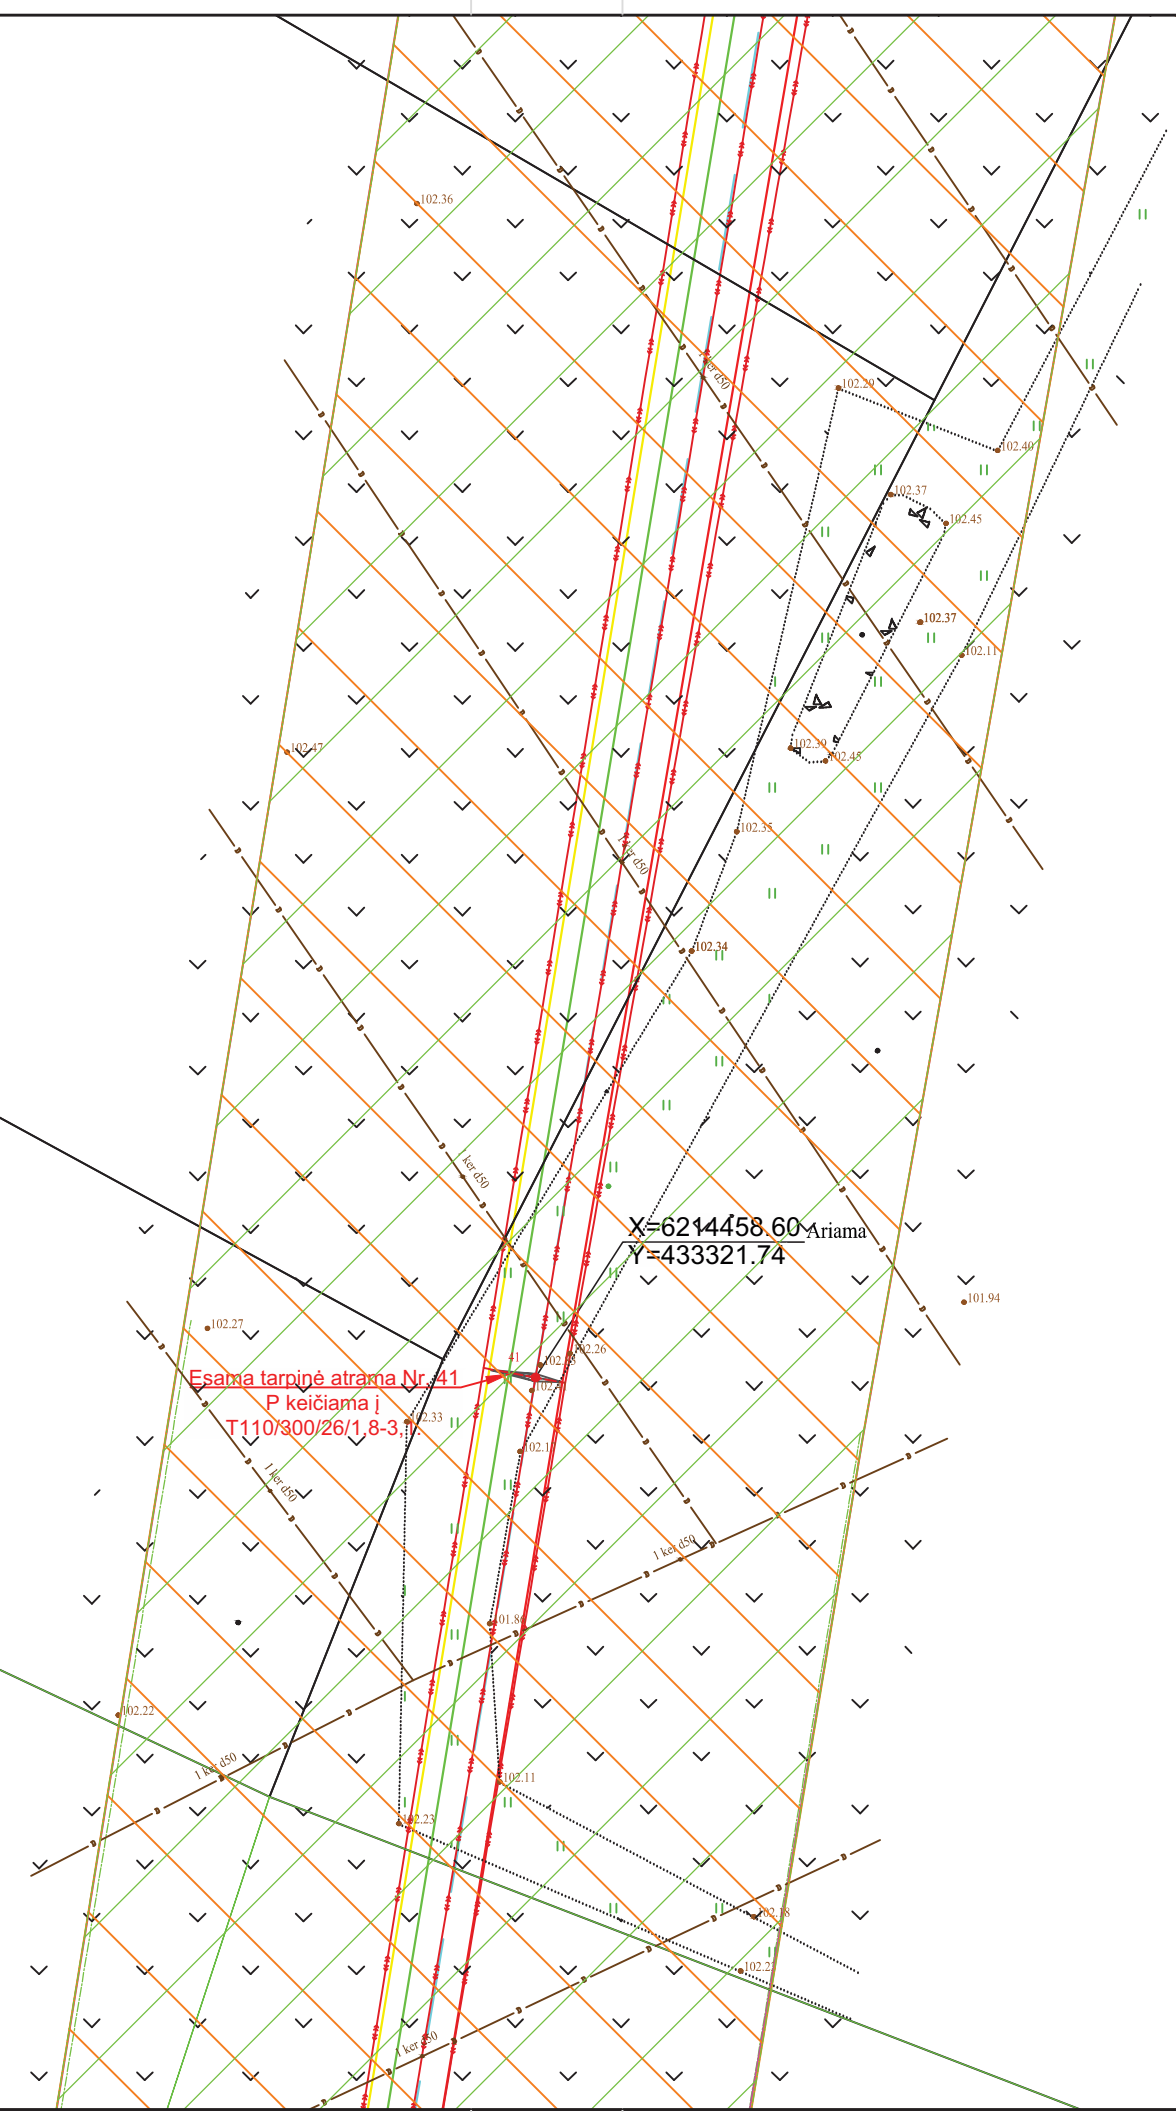 102.36
1 ker d50
102.29
102.40
102.37
102.45
102.37
102.11
102.47
102.39
102.45
102.35
1 ker d50
102.34
ker d50
X=6214458.60
Ariama
Y=433321.74
101.94
102.27
102.26
41
Esama tarpinė atrama Nr. 41
P keičiama į
T110/300/26/1,8-3,
102.33
102.1
1 ker d50
1 ker d50
101.86
102.22
1 ker d50
102.11
102.23
102.18
102.2
1 ker d50